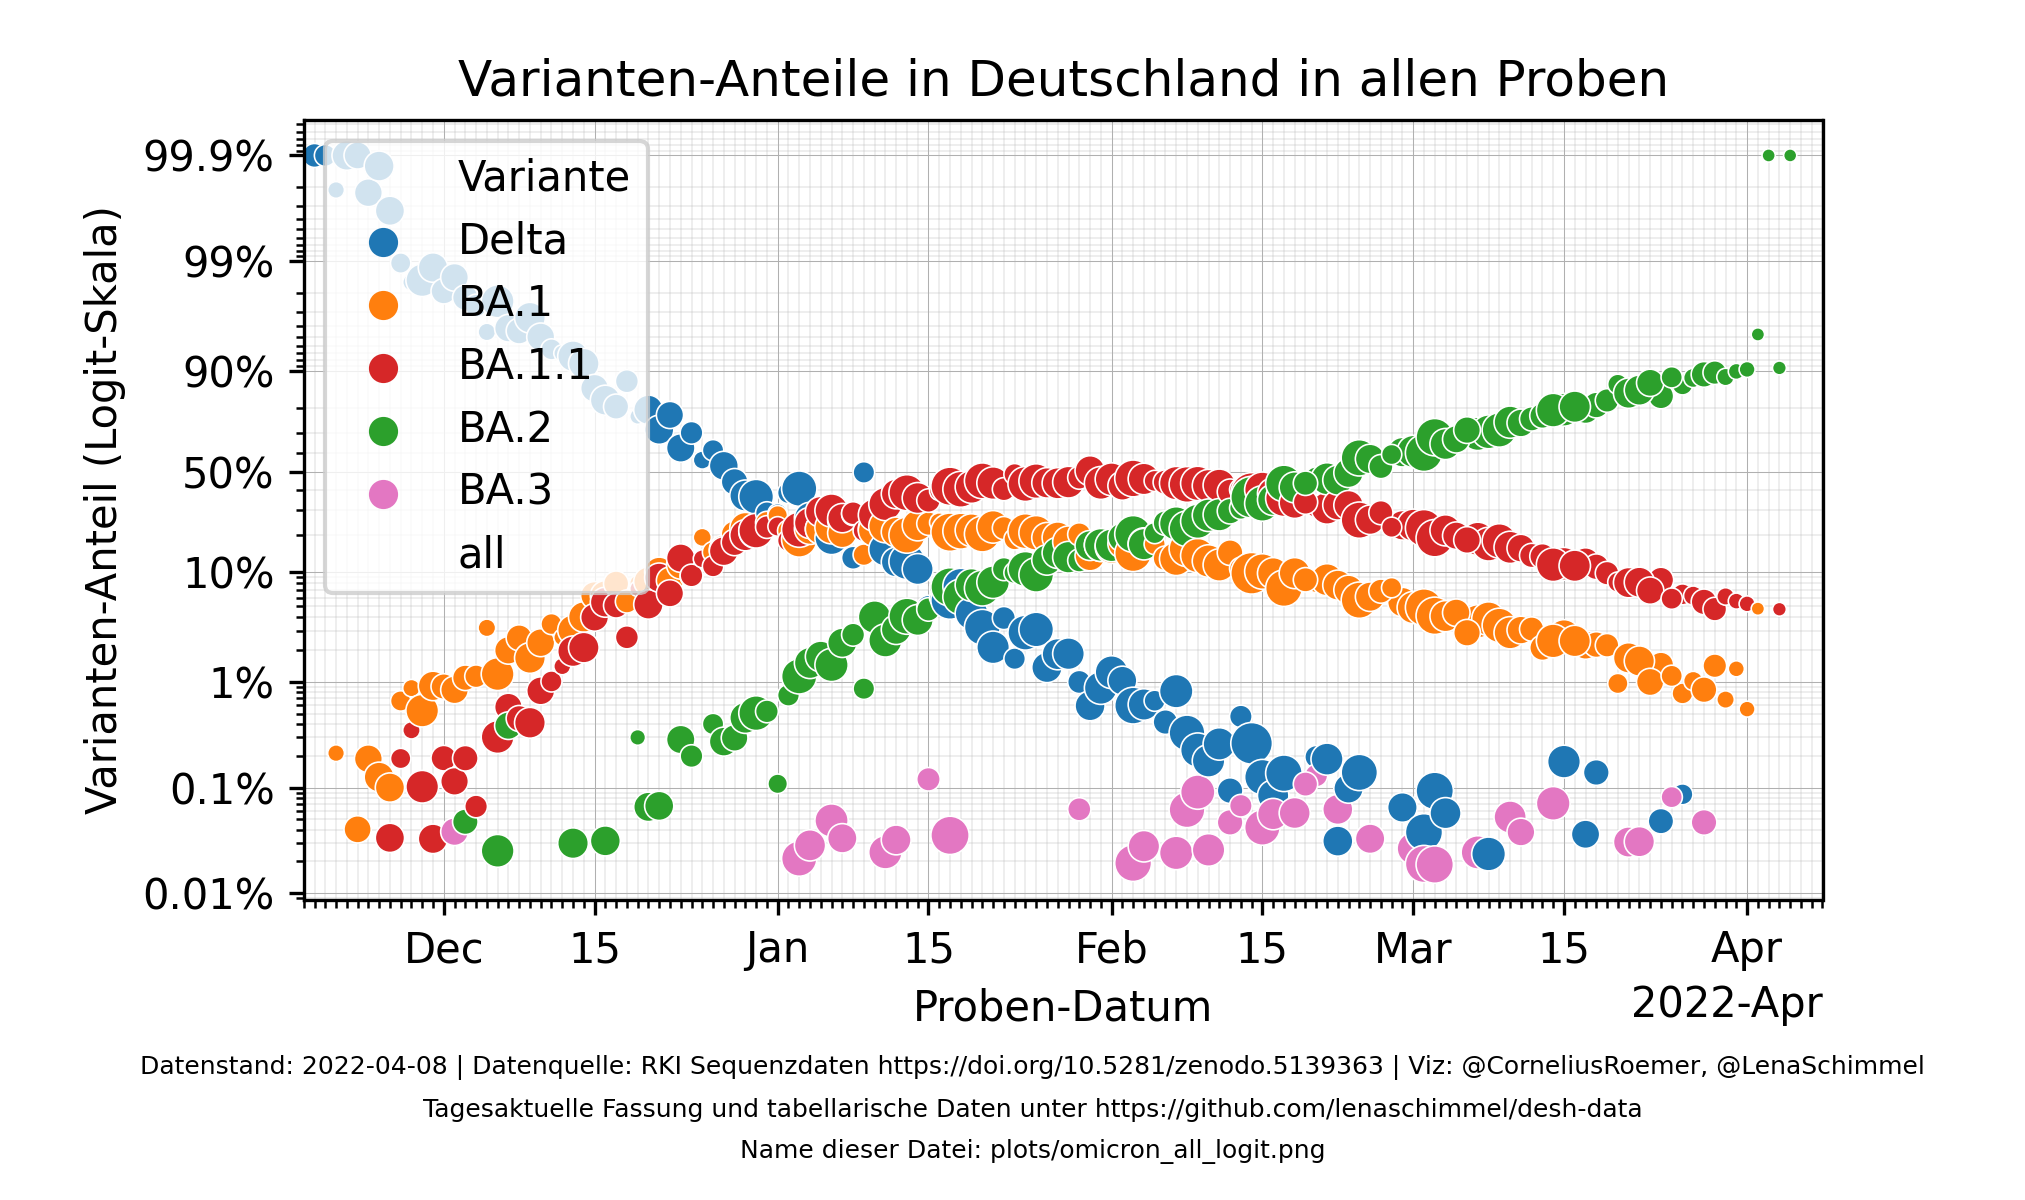 Varianten-Anteile in Deutschland in allen Proben
Varianten-Anteil (Logit-Skala)
99.9%
99%
90%
50%
10%
1%
0.1%
0.01%
Variante
Delta
BA.1
BA.1.1
BA.2
BA.3
all
Dec 15 Jan 15 Feb 15 Mar 15 Apr
Proben-Datum
2022-Apr
Datenstand: 2022-04-08 | Datenquelle: RKI Sequenzdaten https://doi.org/10.5281/zenodo.5139363 | Viz: @CorneliusRoemer, @LenaSchimmel
Tagesaktuelle Fassung und tabellarische Daten unter https://github.com/lenaschimmel/desh-data
Name dieser Datei: plots/omicron_all_logit.png